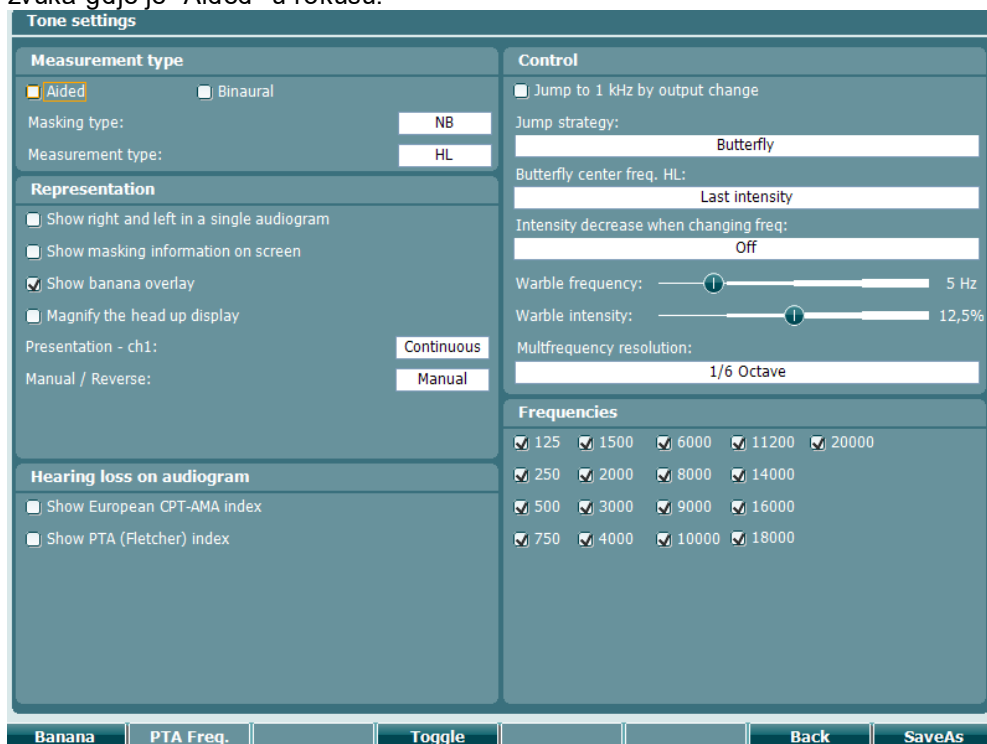 zvuka gdje je "Aided" u fokusu.
Tone settings
Measurement type
Aided
Binaural
Masking type:
NB
Measurement type:
HL
Representation
Show right and left in a single audiogram
Show masking information on screen
Show banana overlay
Magnify the head up display
Presentation - ch1:
Continuous
Manual / Reverse:
Manual
Hearing loss on audiogram
Show European CPT-AMA index
Show PTA (Fletcher) index
Control
Jump to 1 kHz by output change
Jump strategy:
Butterfly
Butterfly center freq. HL:
Last intensity
Intensity decrease when changing freq:
Off
Warble frequency:
5 Hz
Warble intensity:
12,5%
Multfrequency resolution:
1/6 Octave
Frequencies
125 1500 6000 11200 20000
250 2000 8000 14000
500 3000 9000 16000
750 4000 10000 18000
Banana PTA Freq. Toggle Back SaveAs